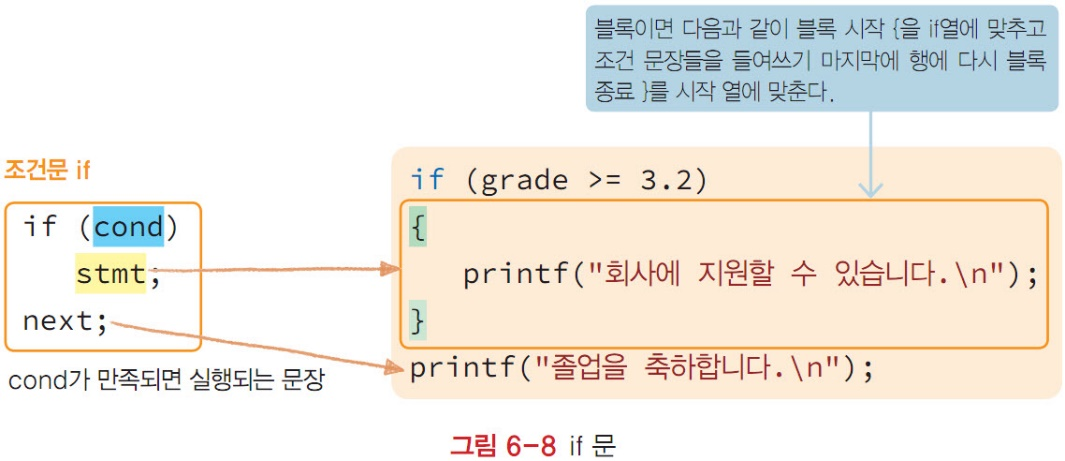 블록이면 다음과 같이 블록 시작 {을 if열에 맞추고
조건 문장들을 들여쓰기 마지막에 행에 다시 블록
종료 }를 시작 열에 맞춘다.
조건문 if
if (cond)
stmt;
next;
cond가 만족되면 실행되는 문장
if (grade >= 3.2)
{
printf("회사에 지원할 수 있습니다.\n");
}
printf("졸업을 축하합니다.\n");
그림 6-8 if 문